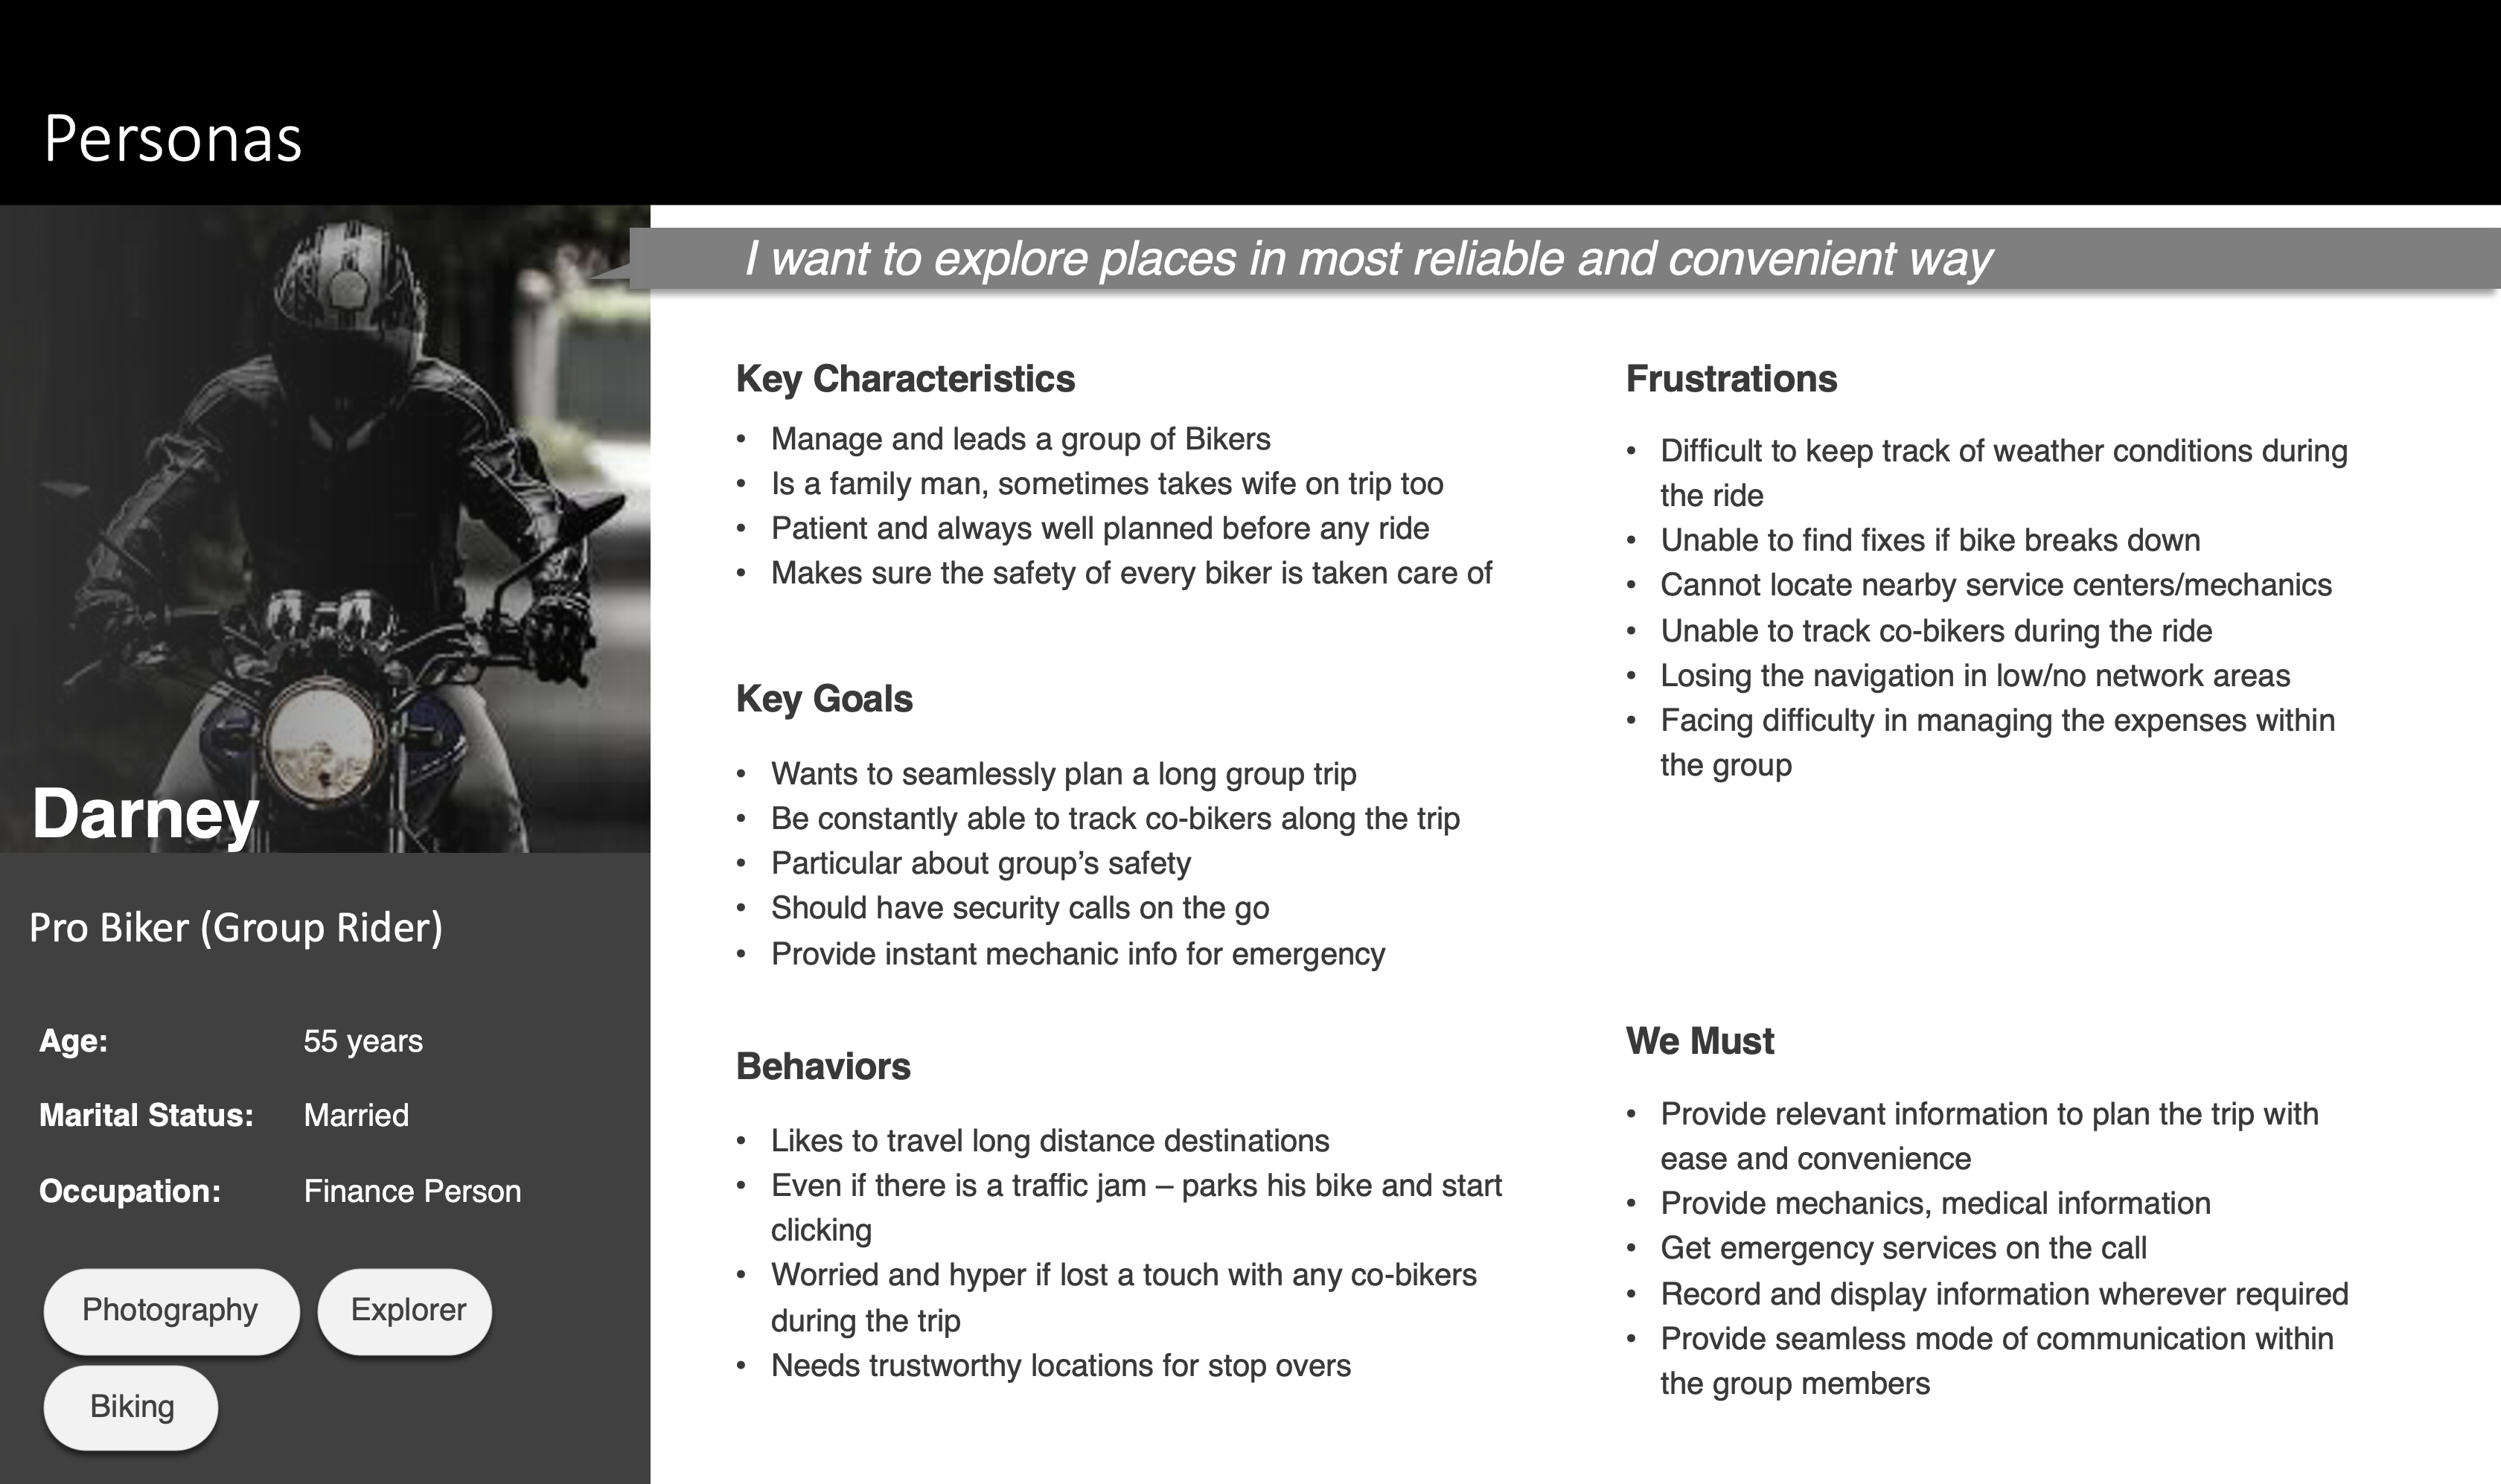 Personas
I want to explore places in most reliable and convenient way
Darney
Pro Biker (Group Rider)
Age: 55 years
Marital Status: Married
Occupation: Finance Person
Photography Explorer
Biking
Key Characteristics
• Manage and leads a group of Bikers
• Is a family man, sometimes takes wife on trip too
• Patient and always well planned before any ride
• Makes sure the safety of every biker is taken care of
Key Goals
• Wants to seamlessly plan a long group trip
• Be constantly able to track co-bikers along the trip
• Particular about group’s safety
• Should have security calls on the go
• Provide instant mechanic info for emergency
Behaviors
• Likes to travel long distance destinations
• Even if there is a traffic jam – parks his bike and start
clicking
• Worried and hyper if lost a touch with any co-bikers
during the trip
• Needs trustworthy locations for stop overs
Frustrations
• Difficult to keep track of weather conditions during
the ride
• Unable to find fixes if bike breaks down
• Cannot locate nearby service centers/mechanics
• Unable to track co-bikers during the ride
• Losing the navigation in low/no network areas
• Facing difficulty in managing the expenses within
the group
We Must
• Provide relevant information to plan the trip with
ease and convenience
• Provide mechanics, medical information
• Get emergency services on the call
• Record and display information wherever required
• Provide seamless mode of communication within
the group members